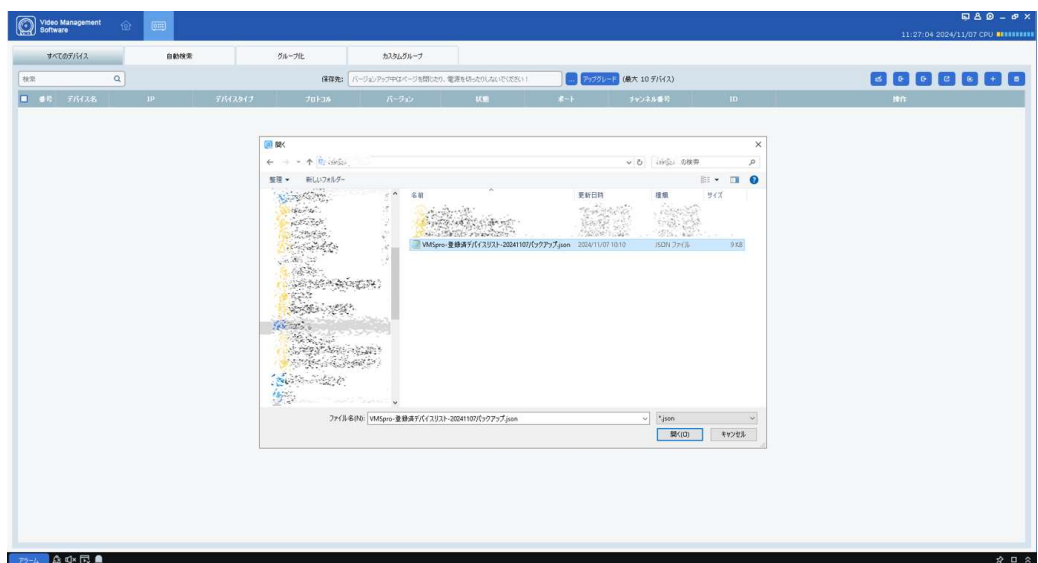 Video Management
Software
11:27:04 2024/11/07 CPU
すべてのデバイス 自動検索 グループ化 カスタムグループ
検索 保存先: バージョンアップ中はページを閉じたり、電源を切ったりしないでください！ ... アップグレード (最大 10 デバイス)
番号 デバイス名 IP デバイスタイプ プロトコル バージョン 状態 ポート チャンネル番号 ID 操作
開く
の検索
整理 新しいフォルダー
名前 更新日時 種類 サイズ
VMSpro-登録済デバイスリスト-20241107バックアップ.json 2024/11/07 10:10 JSON ファイル 9 KB
ファイル名(N): VMSpro-登録済デバイスリスト-20241107バックアップ.json *.json
開く(O) キャンセル
アラーム